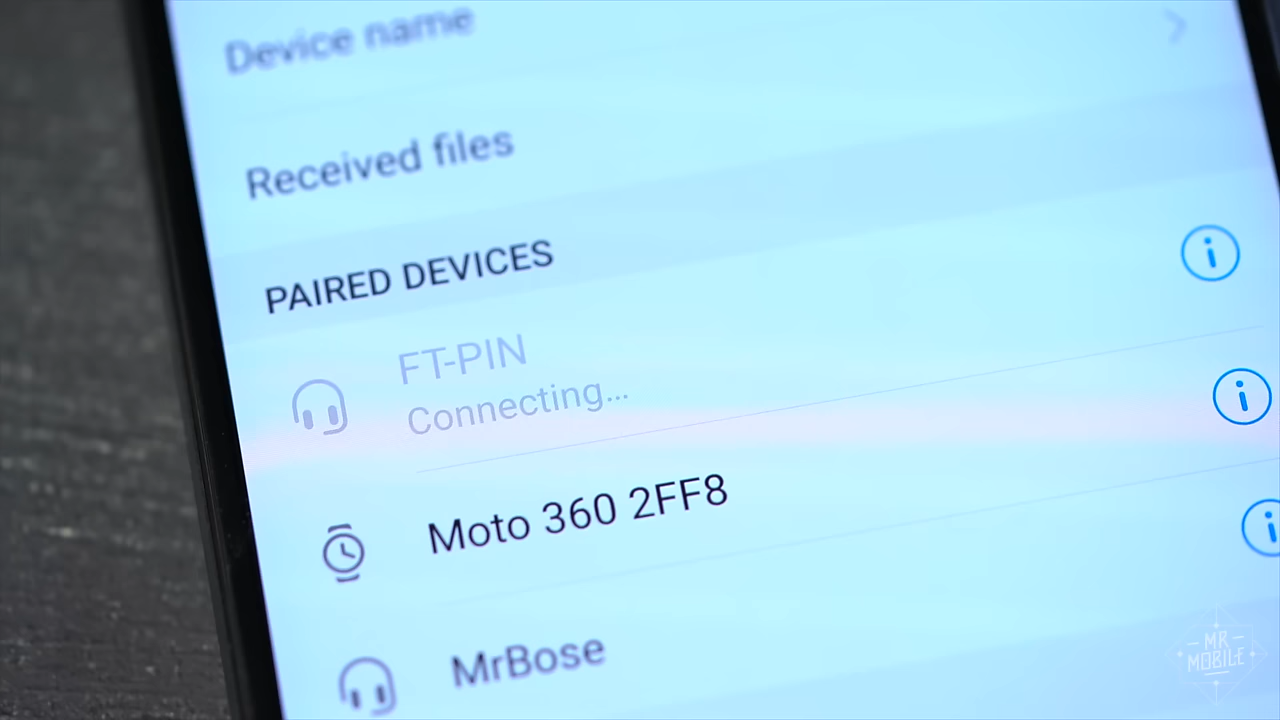 Device name
Received files
PAIRED DEVICES
FT-PIN
Connecting...
Moto 360 2FF8
MrBose
MR
MOBILE